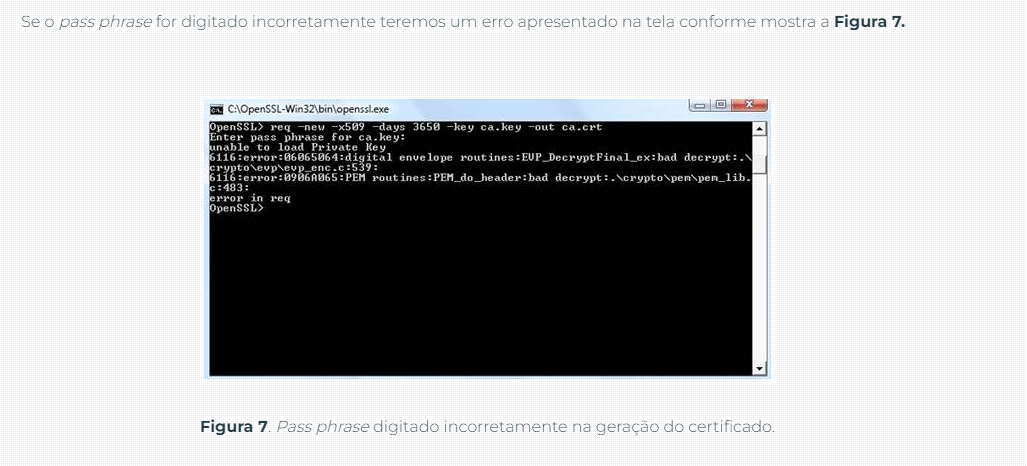 Se o pass phrase for digitado incorretamente teremos um erro apresentado na tela conforme mostra a Figura 7.
C:\OpenSSL-Win32\bin\openssl.exe
OpenSSL> req -new -x509 -days 3650 -key ca.key -out ca.crt
Enter pass phrase for ca.key:
unable to load Private Key
6116:error:06065064:digital envelope routines:EVP_DecryptFinal_ex:bad decrypt:.\
crypto\evp\evp_enc.c:539:
6116:error:0906A065:PEM routines:PEM_do_header:bad decrypt:.\crypto\pem\pem_lib.
c:483:
error in req
OpenSSL>
Figura 7. Pass phrase digitado incorretamente na geração do certificado.